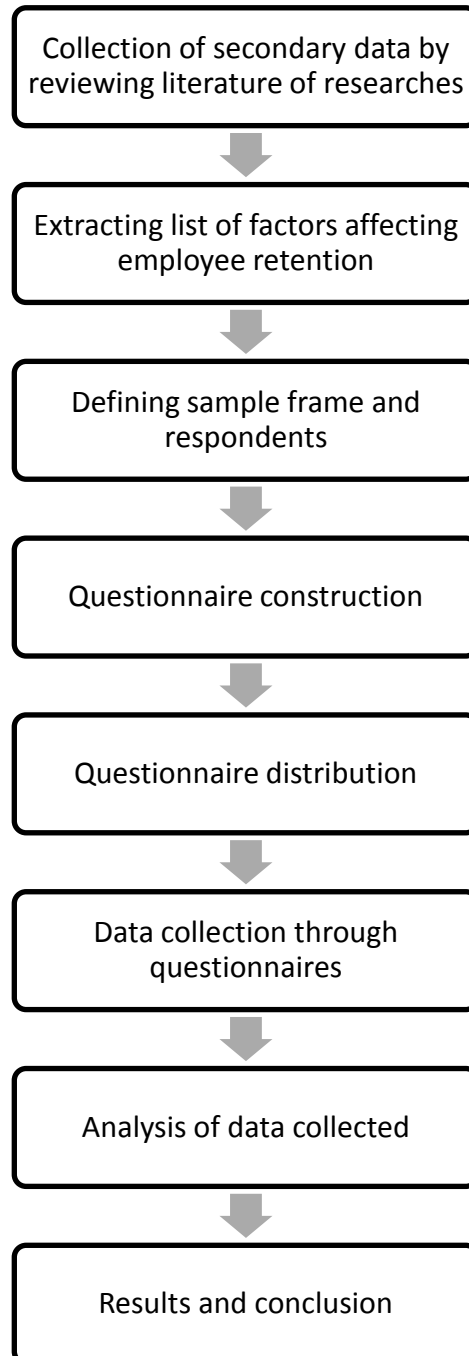 Collection of secondary data by
reviewing literature of researches
Extracting list of factors affecting
employee retention
Defining sample frame and
respondents
Questionnaire construction
Questionnaire distribution
Data collection through
questionnaires
Analysis of data collected
Results and conclusion